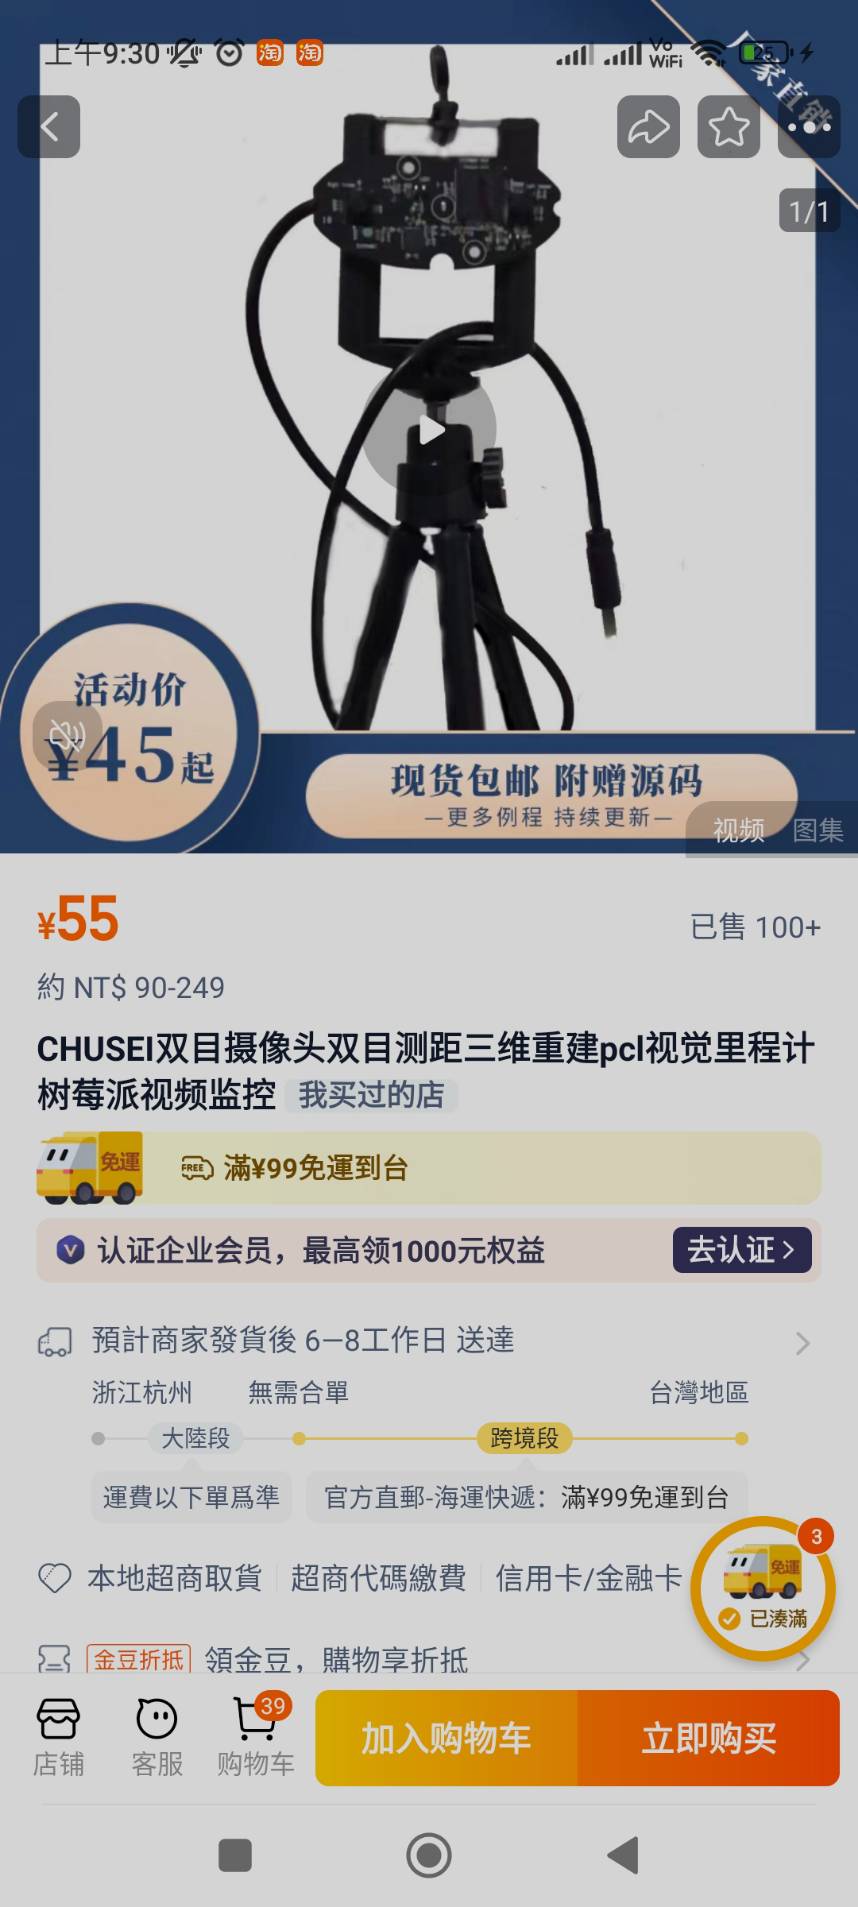 上午9:30
淘
淘
Vo
WiFi
25
厂家直销
1/1
活动价
¥45起
现货包邮 附赠源码
—更多例程 持续更新—
视频 图集
¥55
已售 100+
約 NT$ 90-249
CHUSEI双目摄像头双目测距三维重建pcl视觉里程计
树莓派视频监控 我买过的店
免運
FREE 滿¥99免運到台
V 认证企业会员，最高领1000元权益 去认证
預計商家發貨後 6–8工作日 送達
浙江杭州 無需合單 台灣地區
大陸段 跨境段
運費以下單爲準 官方直郵-海運快遞：滿¥99免運到台
3
免運
已湊滿
本地超商取貨 超商代碼繳費 信用卡/金融卡
金豆折抵 領金豆，購物享折抵
39
店铺 客服 购物车 加入购物车 立即购买